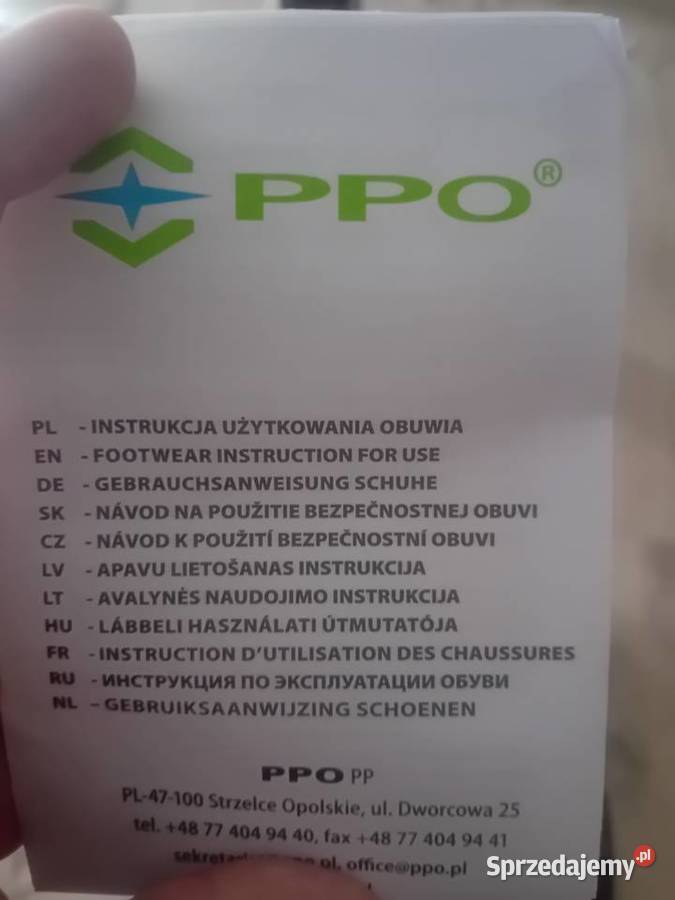 PPO®
PL - INSTRUKCJA UŻYTKOWANIA OBUWIA
EN - FOOTWEAR INSTRUCTION FOR USE
DE - GEBRAUCHSANWEISUNG SCHUHE
SK - NÁVOD NA POUŽITIE BEZPEČNOSTNEJ OBUVI
CZ - NÁVOD K POUŽITÍ BEZPEČNOSTNÍ OBUVI
LV - APAVU LIETOŠANAS INSTRUKCIJA
LT - AVALYNĖS NAUDOJIMO INSTRUKCIJA
HU - LÁBBELI HASZNÁLATI ÚTMUTATÓJA
FR - INSTRUCTION D'UTILISATION DES CHAUSSURES
RU - ИНСТРУКЦИЯ ПО ЭКСПЛУАТАЦИИ ОБУВИ
NL - GEBRUIKSAANWIJZING SCHOENEN
PPO PP
PL-47-100 Strzelce Opolskie, ul. Dworcowa 25
tel. +48 77 404 94 40, fax +48 77 404 94 41
office@ppo.pl
Sprzedajemy.pl